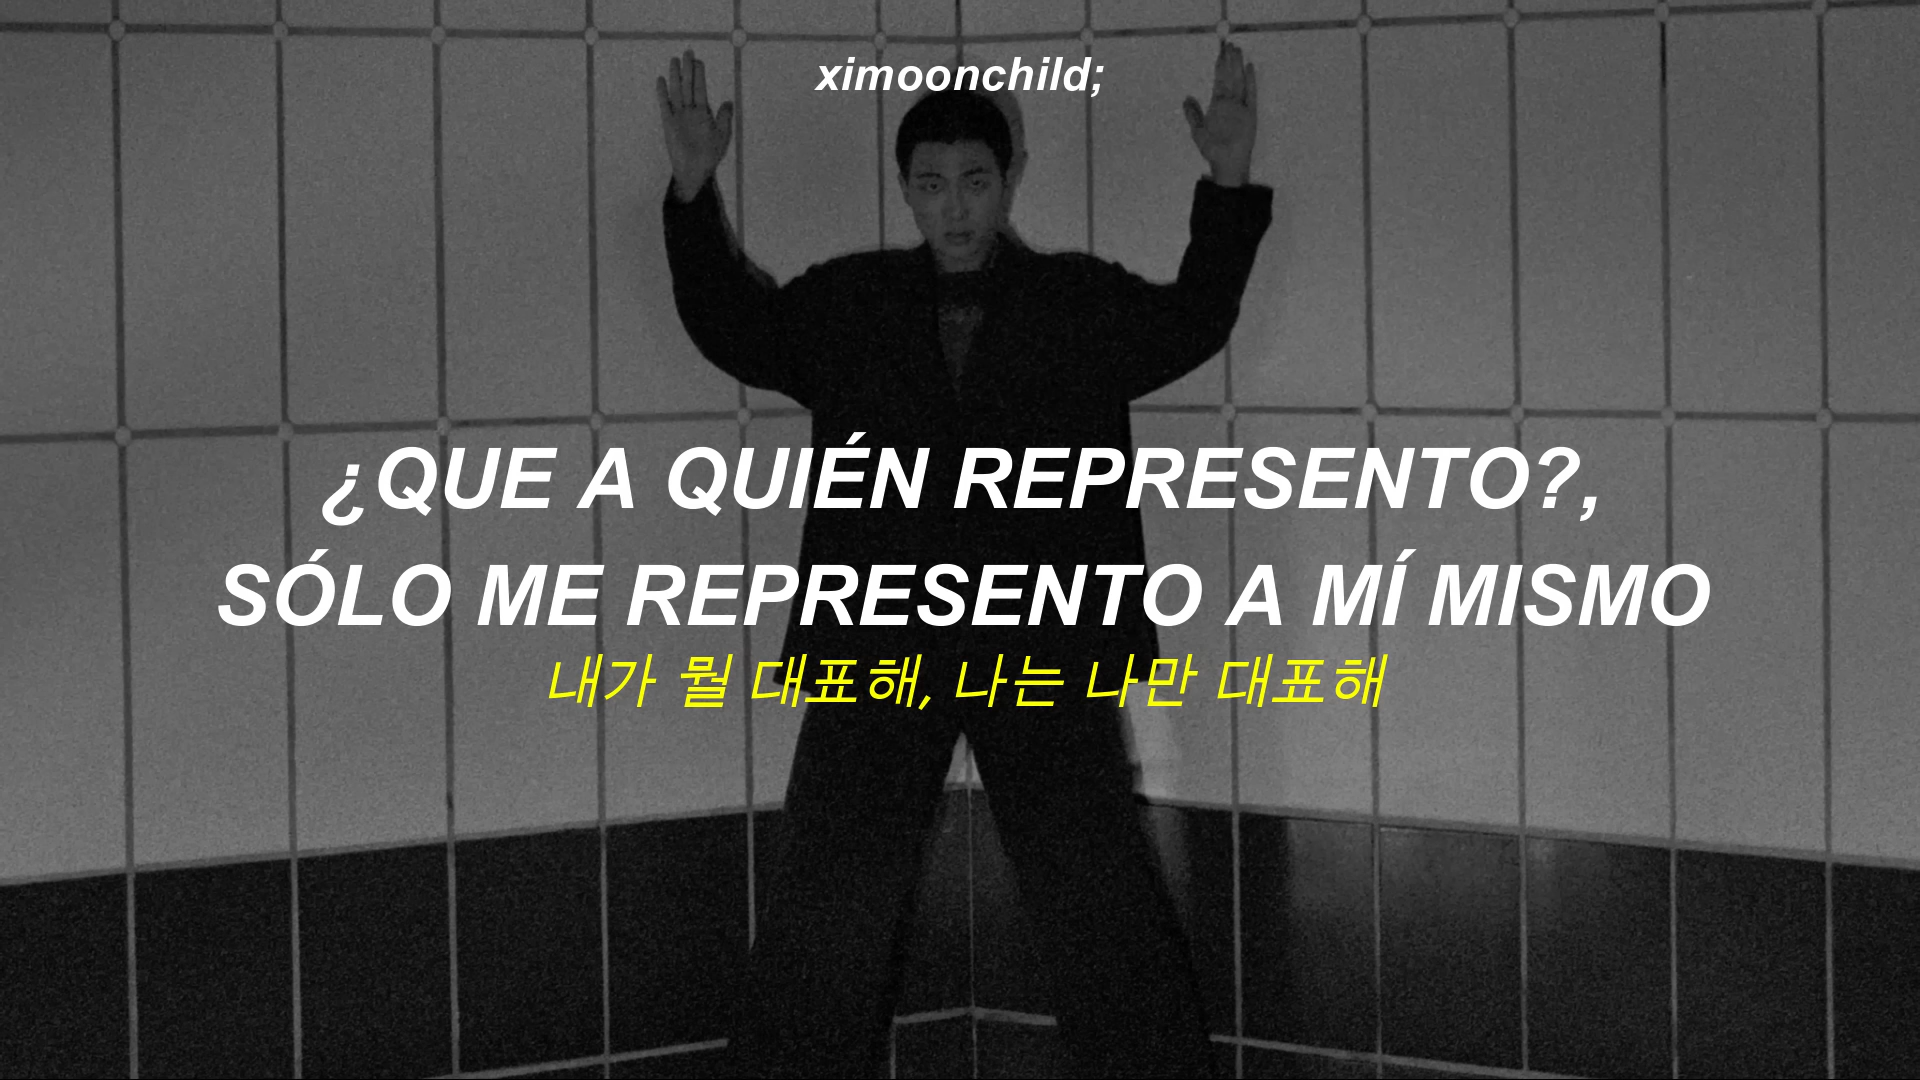 ximoonchild;
¿QUE A QUIÉN REPRESENTO?,
SÓLO ME REPRESENTO A MÍ MISMO
내가 뭘 대표해, 나는 나만 대표해